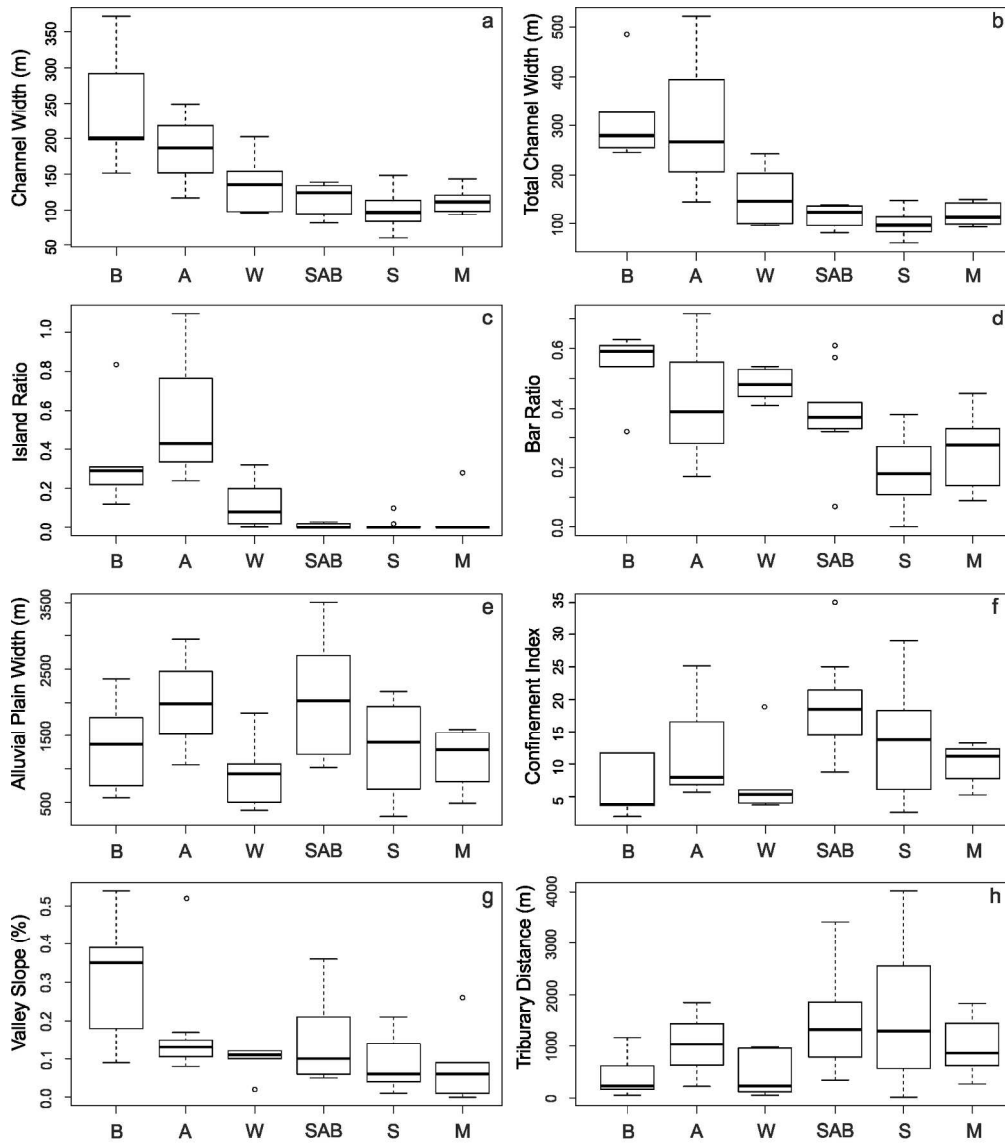 a
Channel Width (m)
50 100 150 200 250 300 350
B A W SAB S M
b
Total Channel Width (m)
100 200 300 400 500
B A W SAB S M
c
Island Ratio
0.0 0.2 0.4 0.6 0.8 1.0
B A W SAB S M
d
Bar Ratio
0.0 0.2 0.4 0.6
B A W SAB S M
e
Alluvial Plain Width (m)
500 1500 2500 3500
B A W SAB S M
f
Confinement Index
5 10 15 20 25 30 35
B A W SAB S M
g
Valley Slope (%)
0.0 0.1 0.2 0.3 0.4 0.5
B A W SAB S M
h
Triburary Distance (m)
0 1000 2000 3000 4000
B A W SAB S M